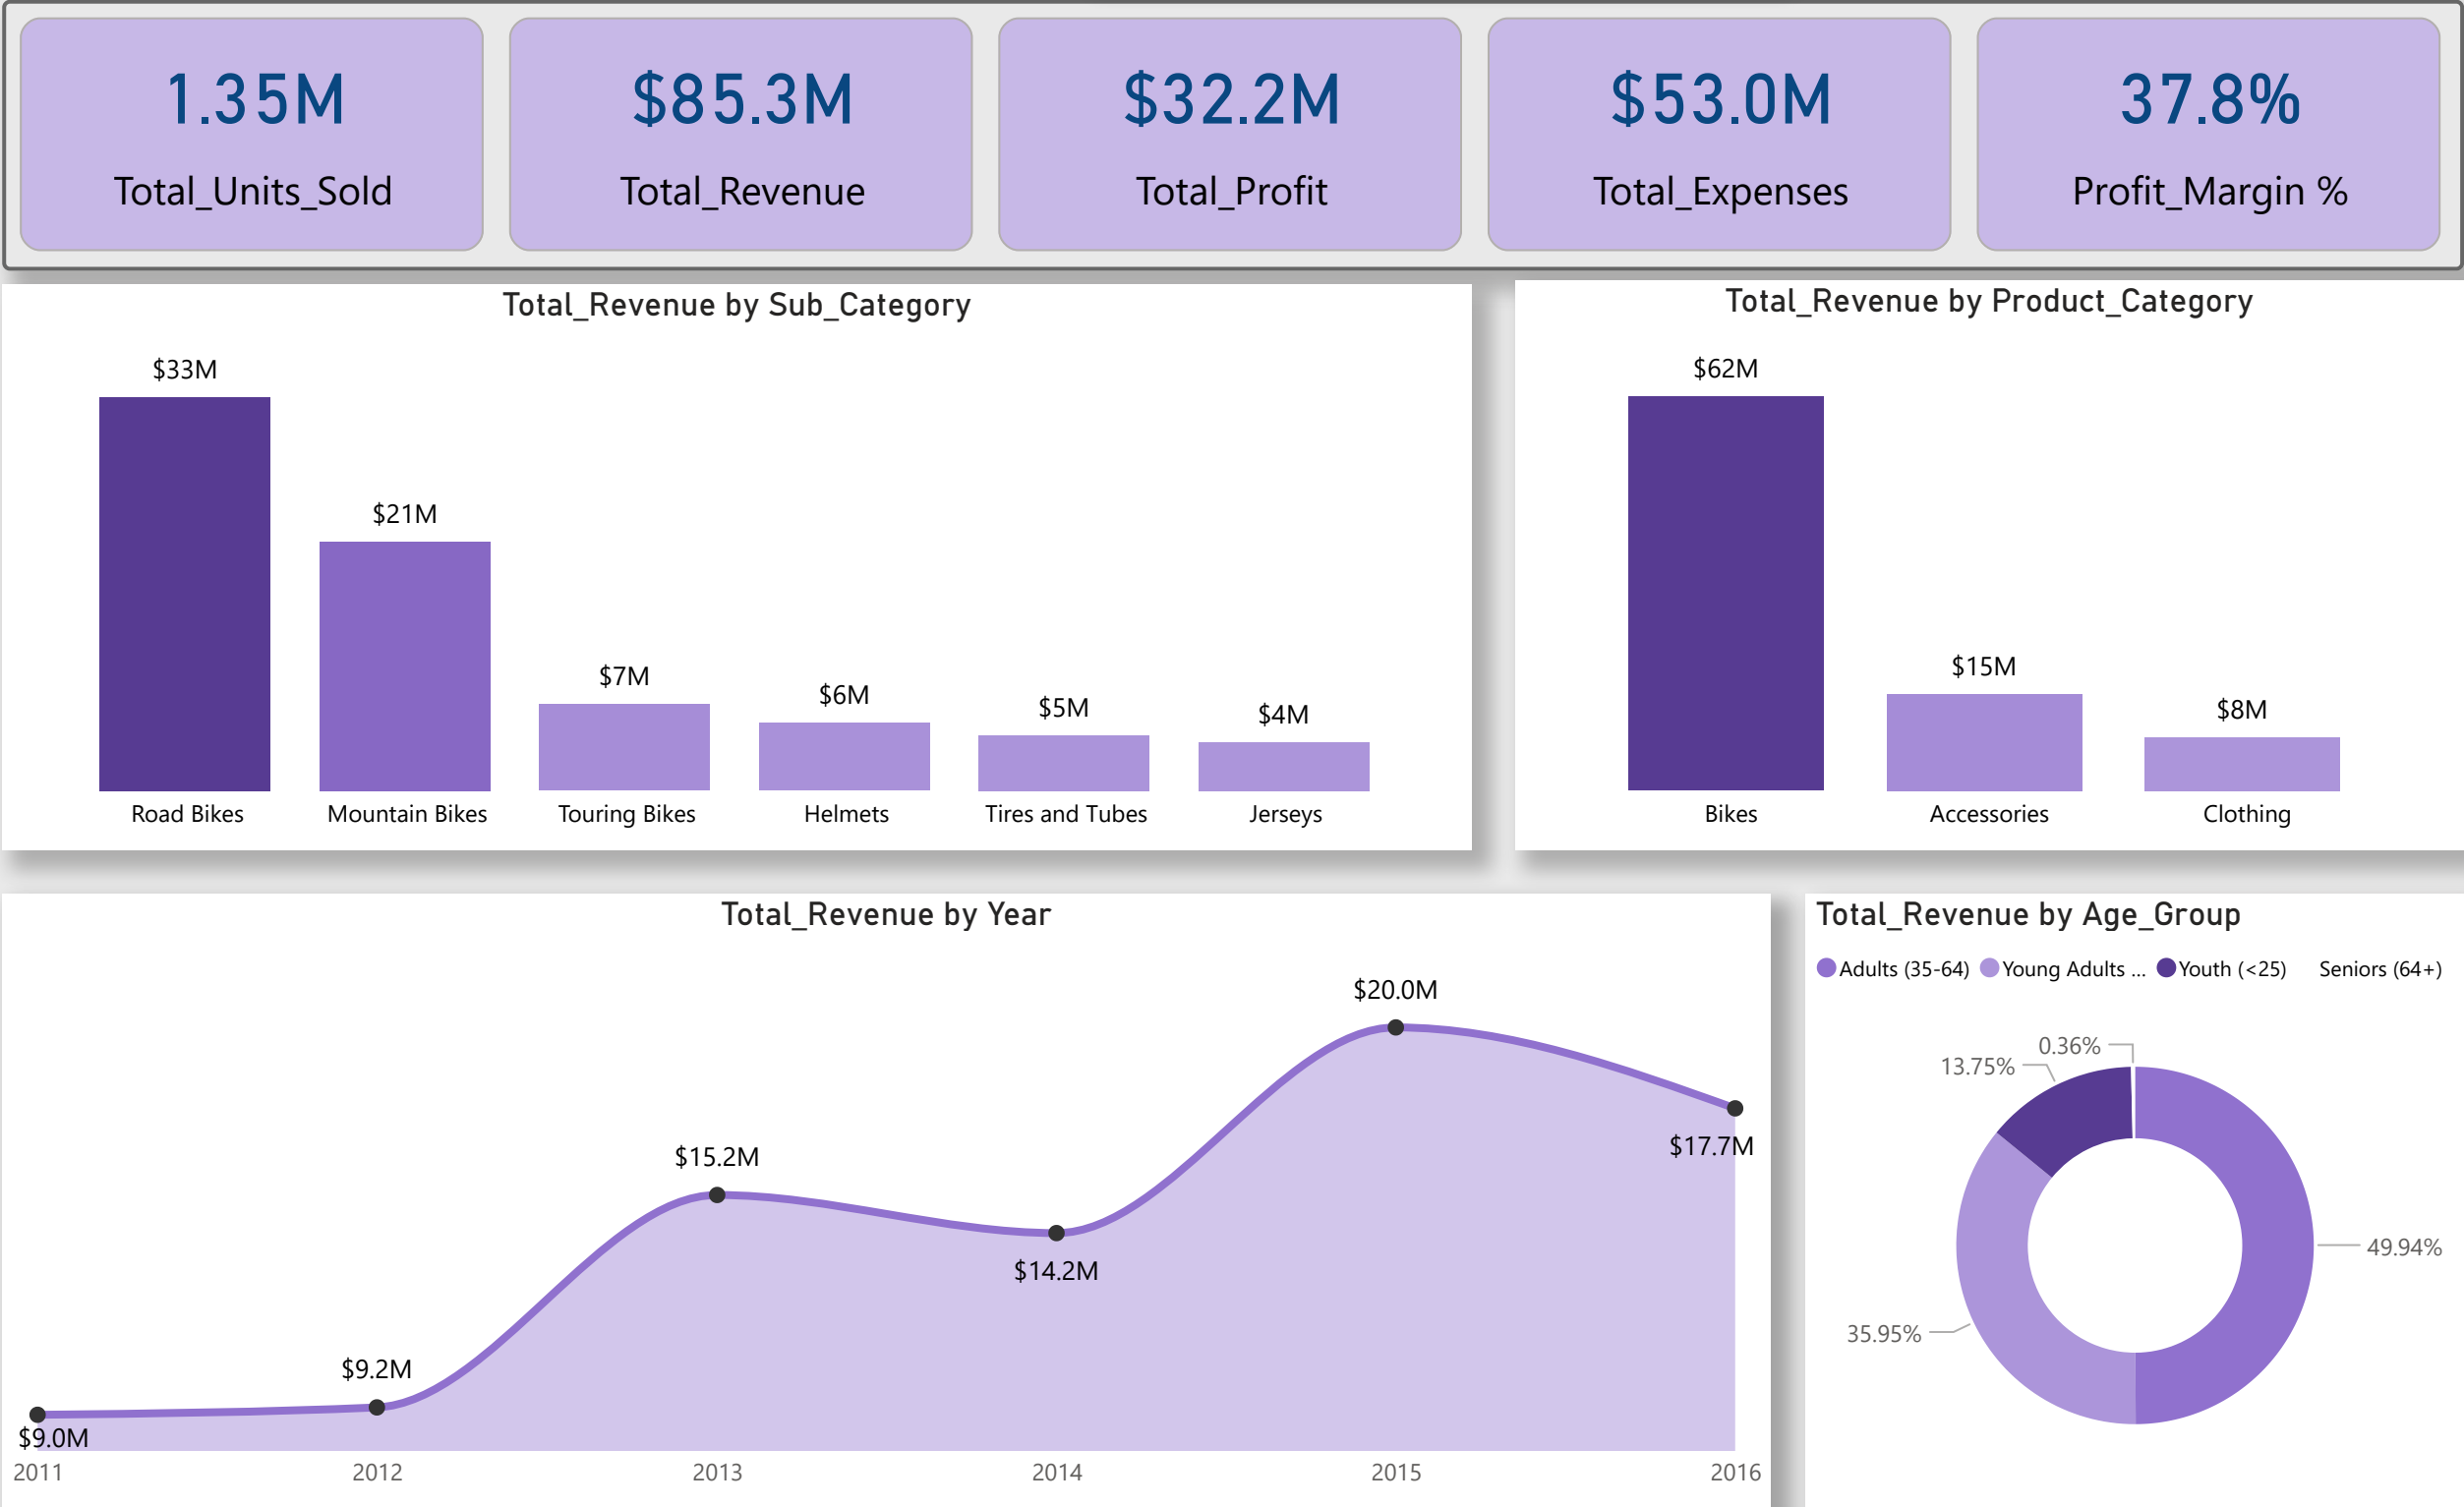 1.35M
Total_Units_Sold
$85.3M
Total_Revenue
$32.2M
Total_Profit
$53.0M
Total_Expenses
37.8%
Profit_Margin %
Total_Revenue by Sub_Category
$33M
$21M
$7M
$6M
$5M
$4M
Road Bikes
Mountain Bikes
Touring Bikes
Helmets
Tires and Tubes
Jerseys
Total_Revenue by Product_Category
$62M
$15M
$8M
Bikes
Accessories
Clothing
Total_Revenue by Year
$9.0M
$9.2M
$15.2M
$14.2M
$20.0M
$17.7M
2011
2012
2013
2014
2015
2016
Total_Revenue by Age_Group
Adults (35-64)
Young Adults ...
Youth (<25)
Seniors (64+)
0.36%
13.75%
49.94%
35.95%